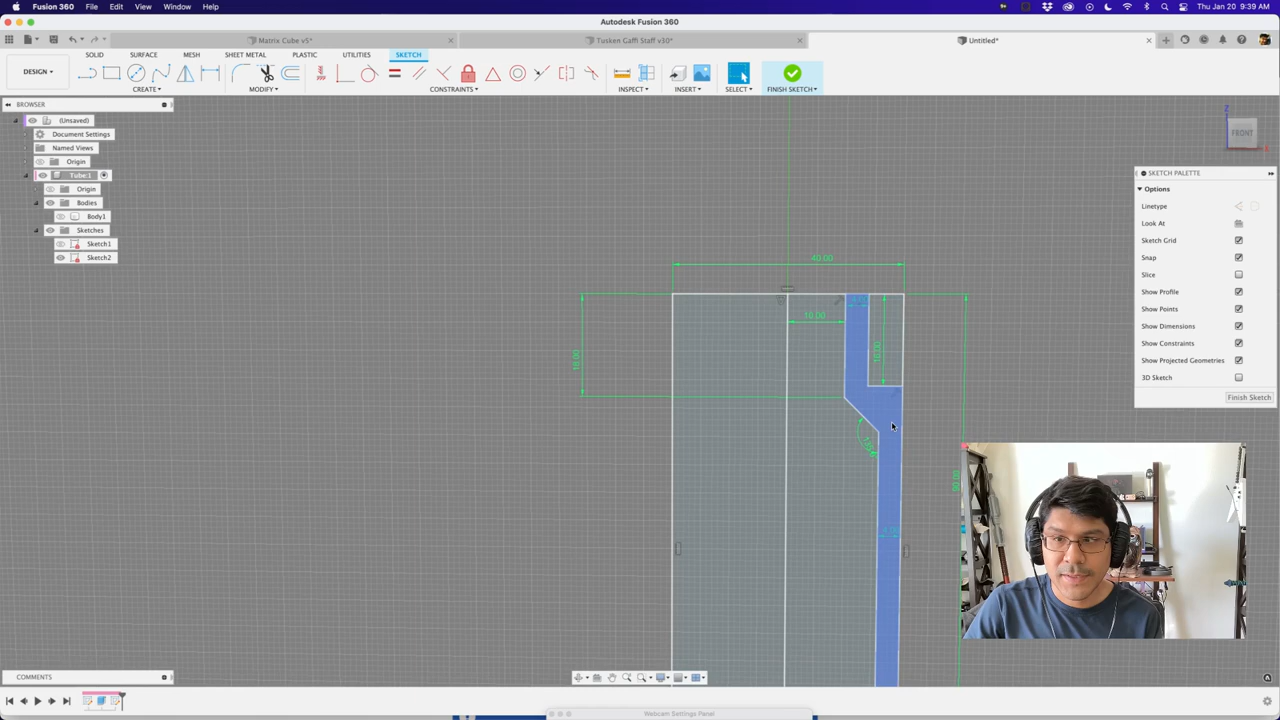 Fusion 360 File Edit View Window Help
Thu Jan 20 9:39 AM
Autodesk Fusion 360
Matrix Cube v5*
Tusken Gaffi Staff v30*
Untitled*
SOLID SURFACE MESH SHEET METAL PLASTIC UTILITIES SKETCH
DESIGN
CREATE MODIFY CONSTRAINTS INSPECT INSERT SELECT FINISH SKETCH
BROWSER
(Unsaved)
Document Settings
Named Views
Origin
Tube:1
Origin
Bodies
Body1
Sketches
Sketch1
Sketch2
Z
FRONT
SKETCH PALETTE
Options
Linetype
Look At
Sketch Grid
Snap
Slice
Show Profile
Show Points
Show Dimensions
Show Constraints
Show Projected Geometries
3D Sketch
Finish Sketch
40.00
10.00
COMMENTS
Webcam Settings Panel